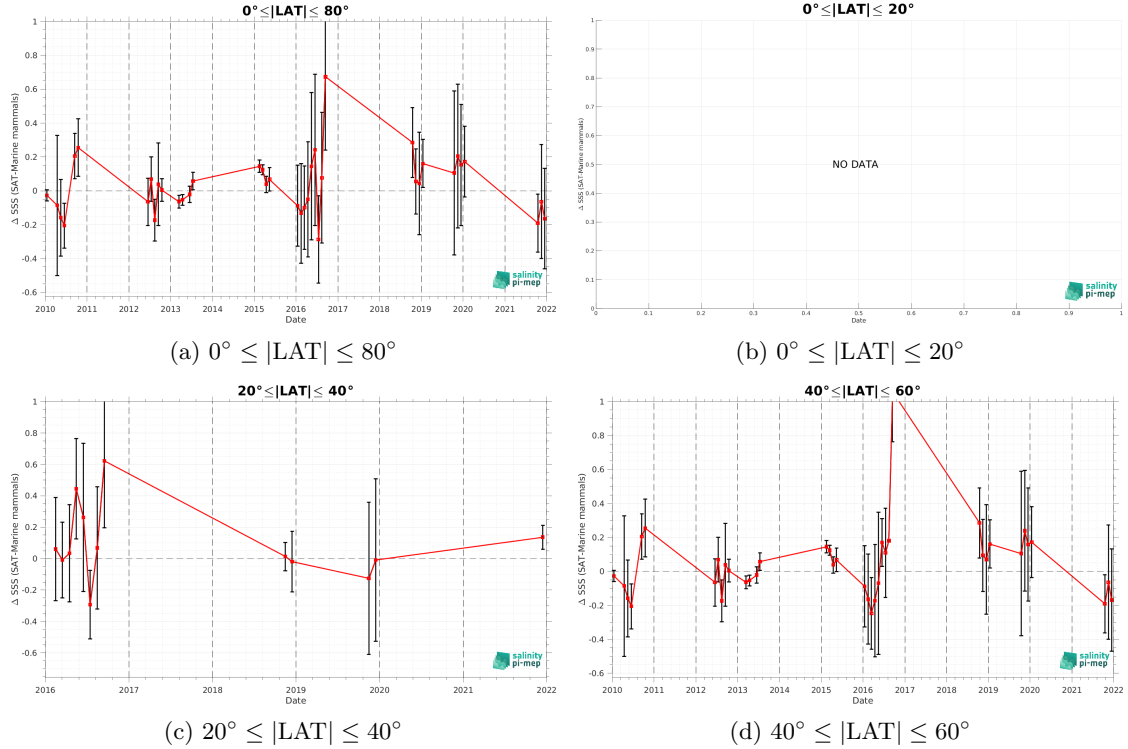 0°≤|LAT|≤ 80°
1
0.8
0.6
0.4
0.2
0
-0.2
-0.4
-0.6
Δ SSS (SAT-Marine mammals)
2010 2011 2012 2013 2014 2015 2016 2017 2018 2019 2020 2021 2022
Date
salinity
pi-mep
(a) 0° ≤ |LAT| ≤ 80°
0°≤|LAT|≤ 20°
1
0.9
0.8
0.7
0.6
0.5
0.4
0.3
0.2
0.1
0
Δ SSS (SAT-Marine mammals)
NO DATA
0 0.1 0.2 0.3 0.4 0.5 0.6 0.7 0.8 0.9 1
Date
salinity
pi-mep
(b) 0° ≤ |LAT| ≤ 20°
20°≤|LAT|≤ 40°
1
0.8
0.6
0.4
0.2
0
-0.2
-0.4
-0.6
Δ SSS (SAT-Marine mammals)
2016 2017 2018 2019 2020 2022
Date
salinity
pi-mep
(c) 20° ≤ |LAT| ≤ 40°
40°≤|LAT|≤ 60°
1
0.8
0.6
0.4
0.2
0
-0.2
-0.4
-0.6
Δ SSS (SAT-Marine mammals)
2010 2011 2012 2013 2014 2015 2016 2017 2018 2019 2020 2021 2022
Date
salinity
pi-mep
(d) 40° ≤ |LAT| ≤ 60°